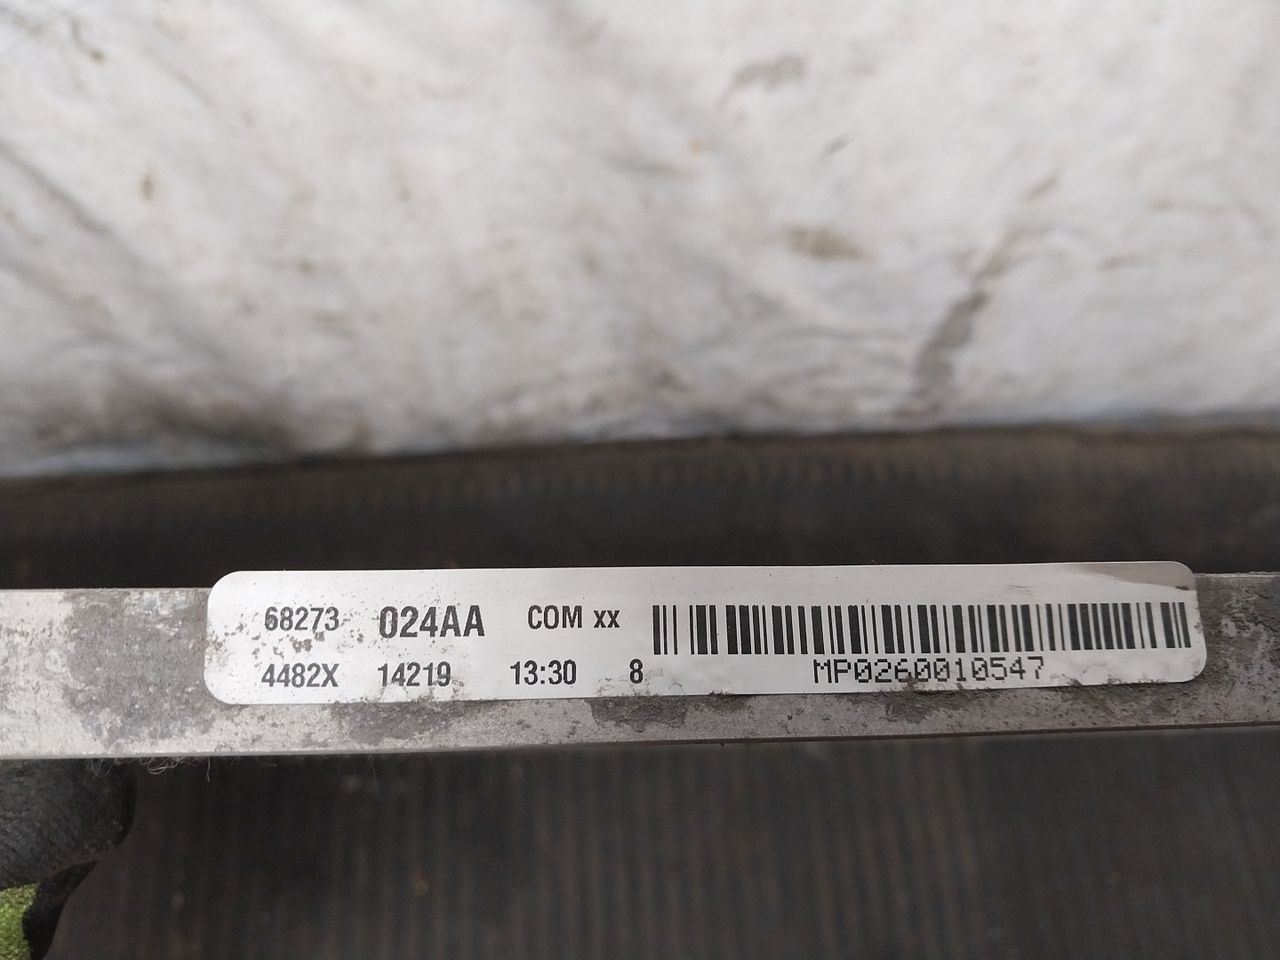 68273 024AA COM xx
4482X 14219 13:30 8
MP0260010547